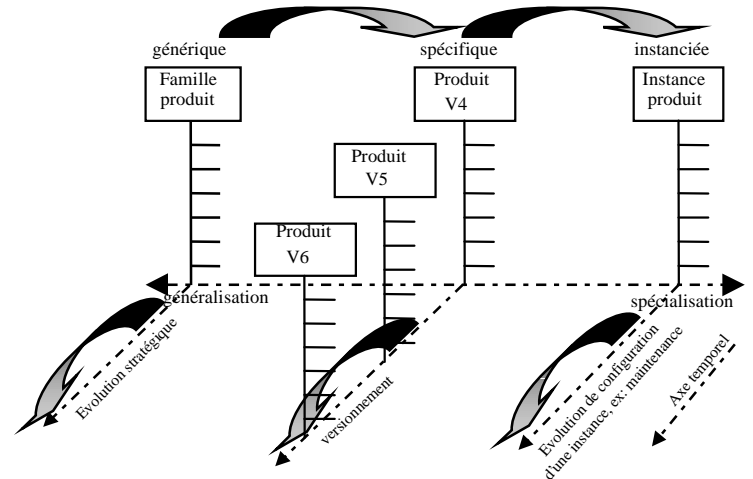 générique
spécifique
instanciée
Famille
produit
Produit
V4
Instance
produit
Produit
V5
Produit
V6
généralisation
spécialisation
Evolution stratégique
versionnement
Evolution de configuration
d'une instance, ex: maintenance
Axe temporel